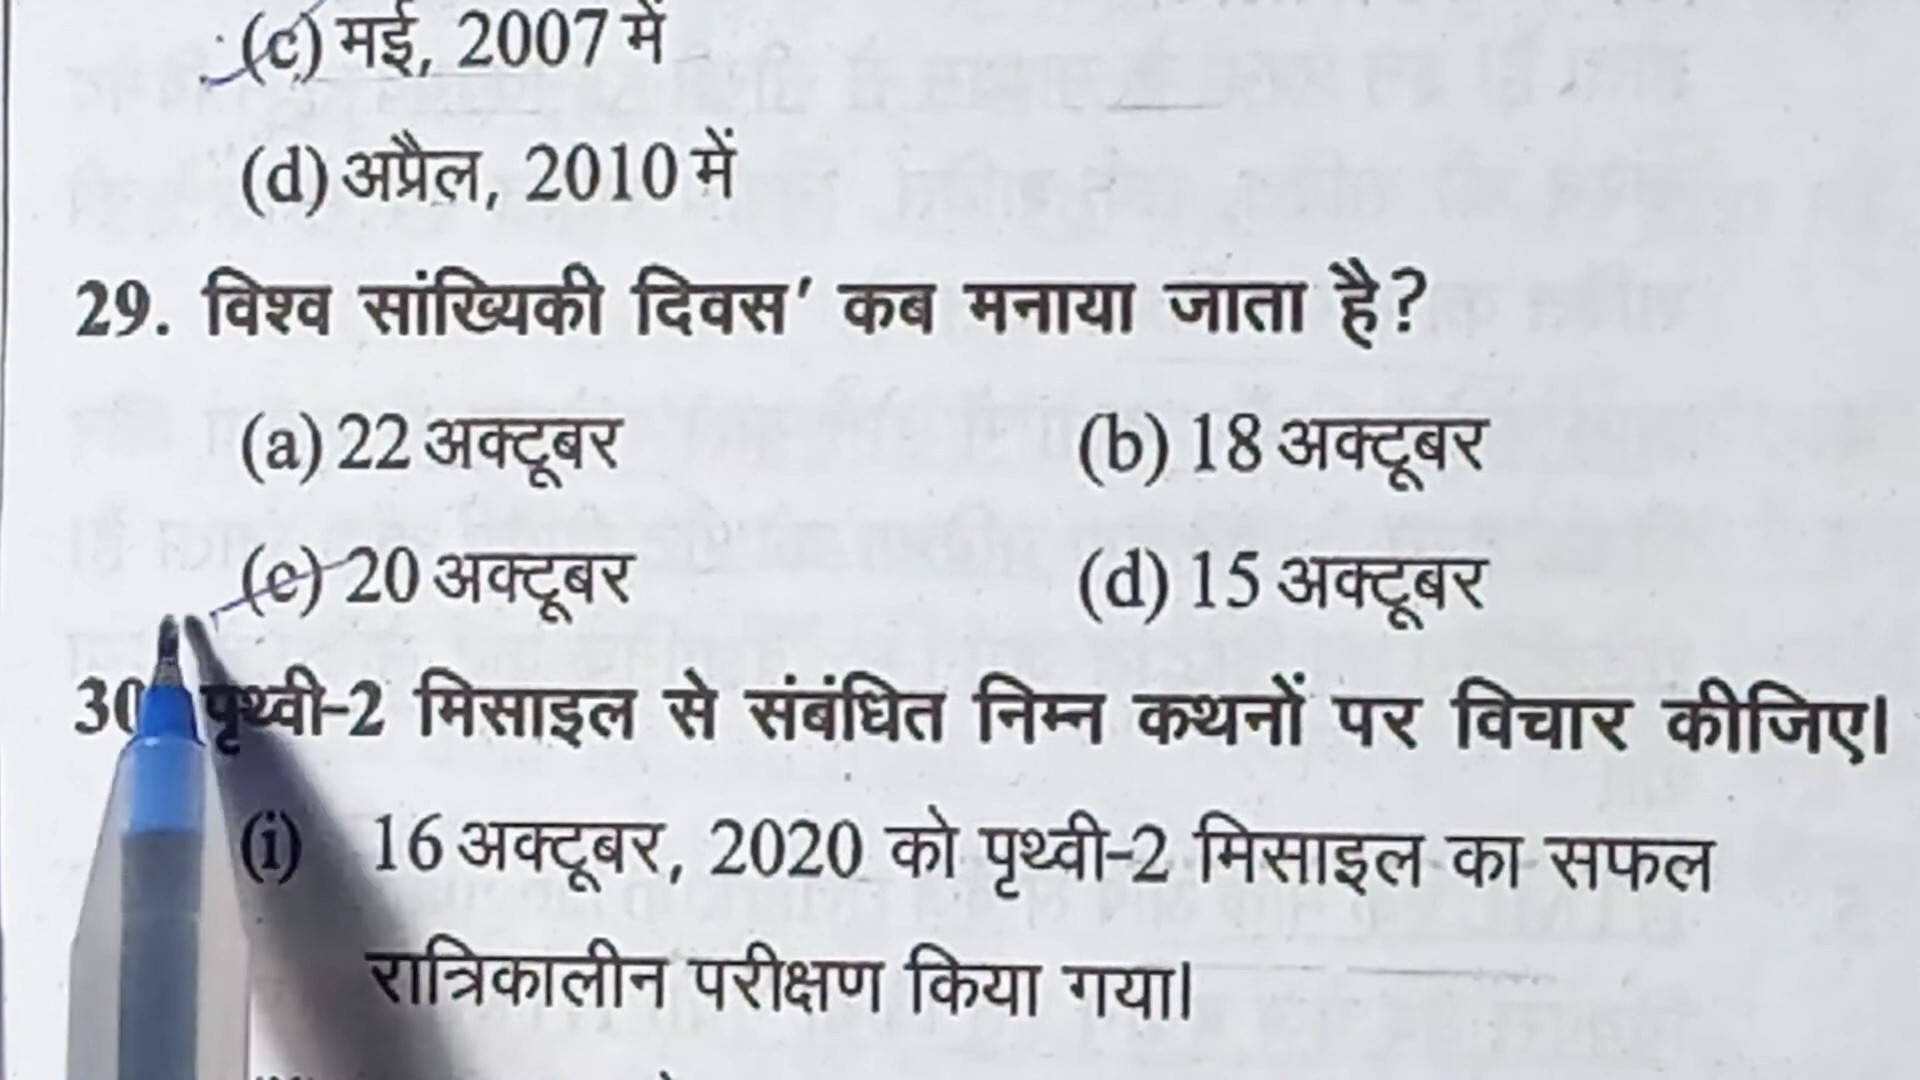 (c) मई, 2007 में
(d) अप्रैल, 2010 में
29. विश्व सांख्यिकी दिवस' कब मनाया जाता है?
(a) 22 अक्टूबर (b) 18 अक्टूबर
(c) 20 अक्टूबर (d) 15 अक्टूबर
30 पृथ्वी-2 मिसाइल से संबंधित निम्न कथनों पर विचार कीजिए।
(i) 16 अक्टूबर, 2020 को पृथ्वी-2 मिसाइल का सफल
रात्रिकालीन परीक्षण किया गया।